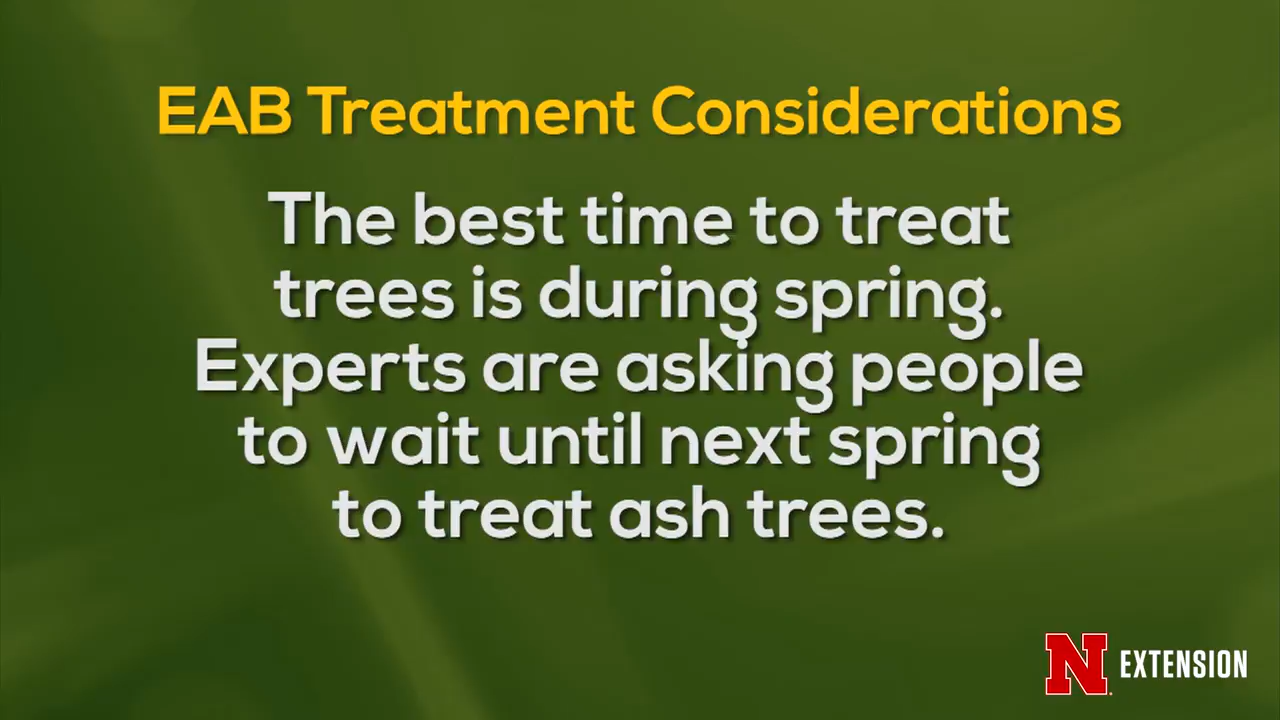 EAB Treatment Considerations
The best time to treat
trees is during spring.
Experts are asking people
to wait until next spring
to treat ash trees.
N EXTENSION